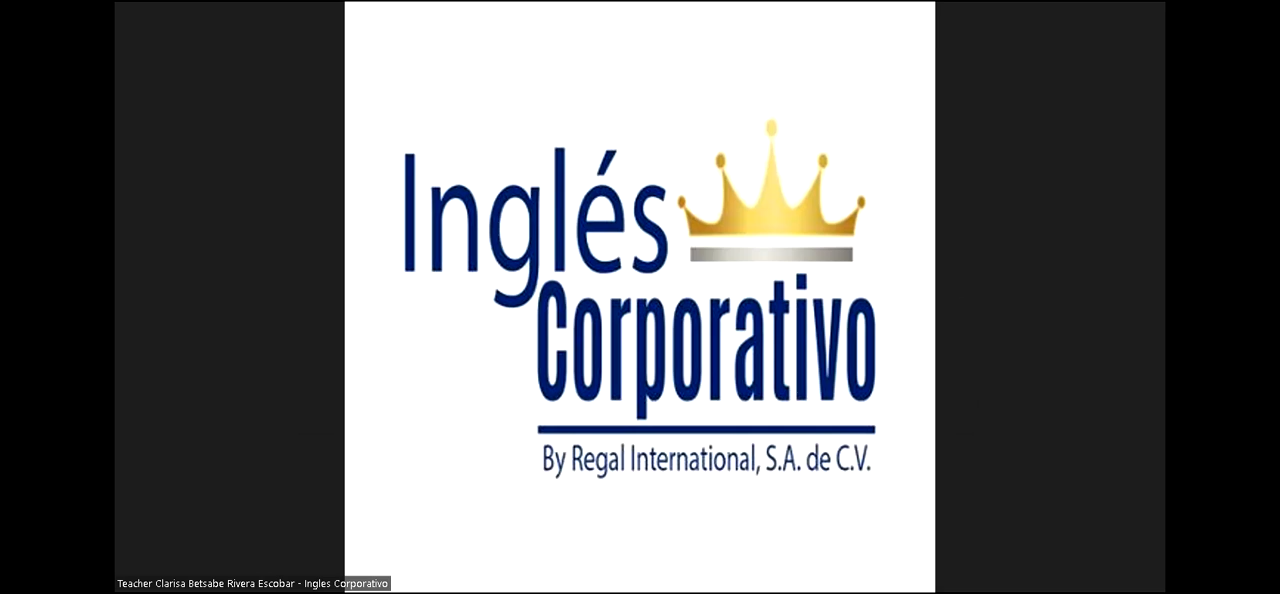 Inglés
Corporativo
By Regal International, S.A. de C.V.
Teacher Clarisa Betsabe Rivera Escobar - Ingles Corporativo